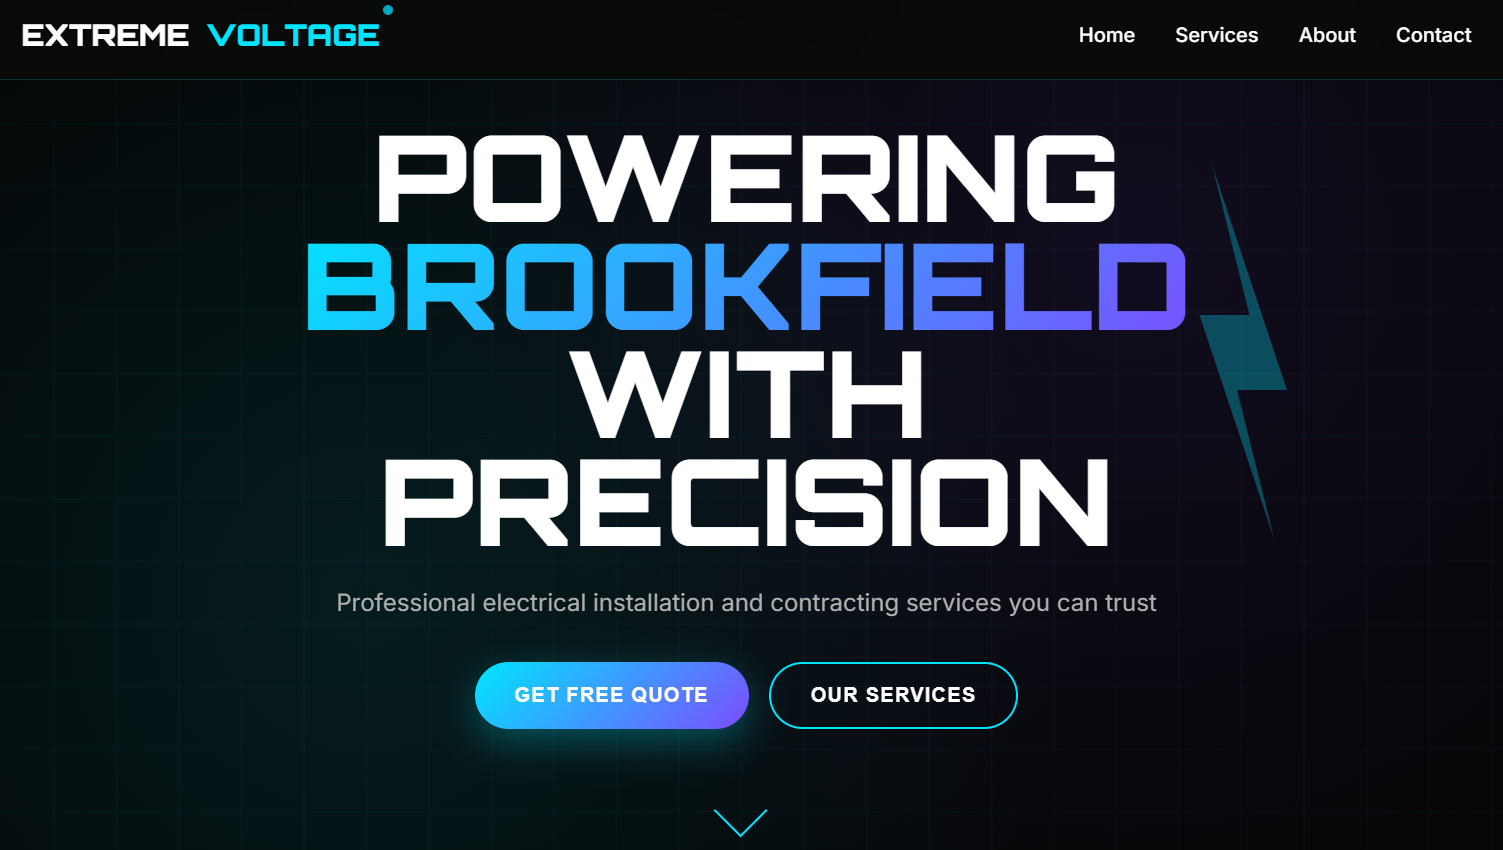 EXTREME VOLTAGE
Home Services About Contact
POWERING
BROOKFIELD
WITH
PRECISION
Professional electrical installation and contracting services you can trust
GET FREE QUOTE OUR SERVICES